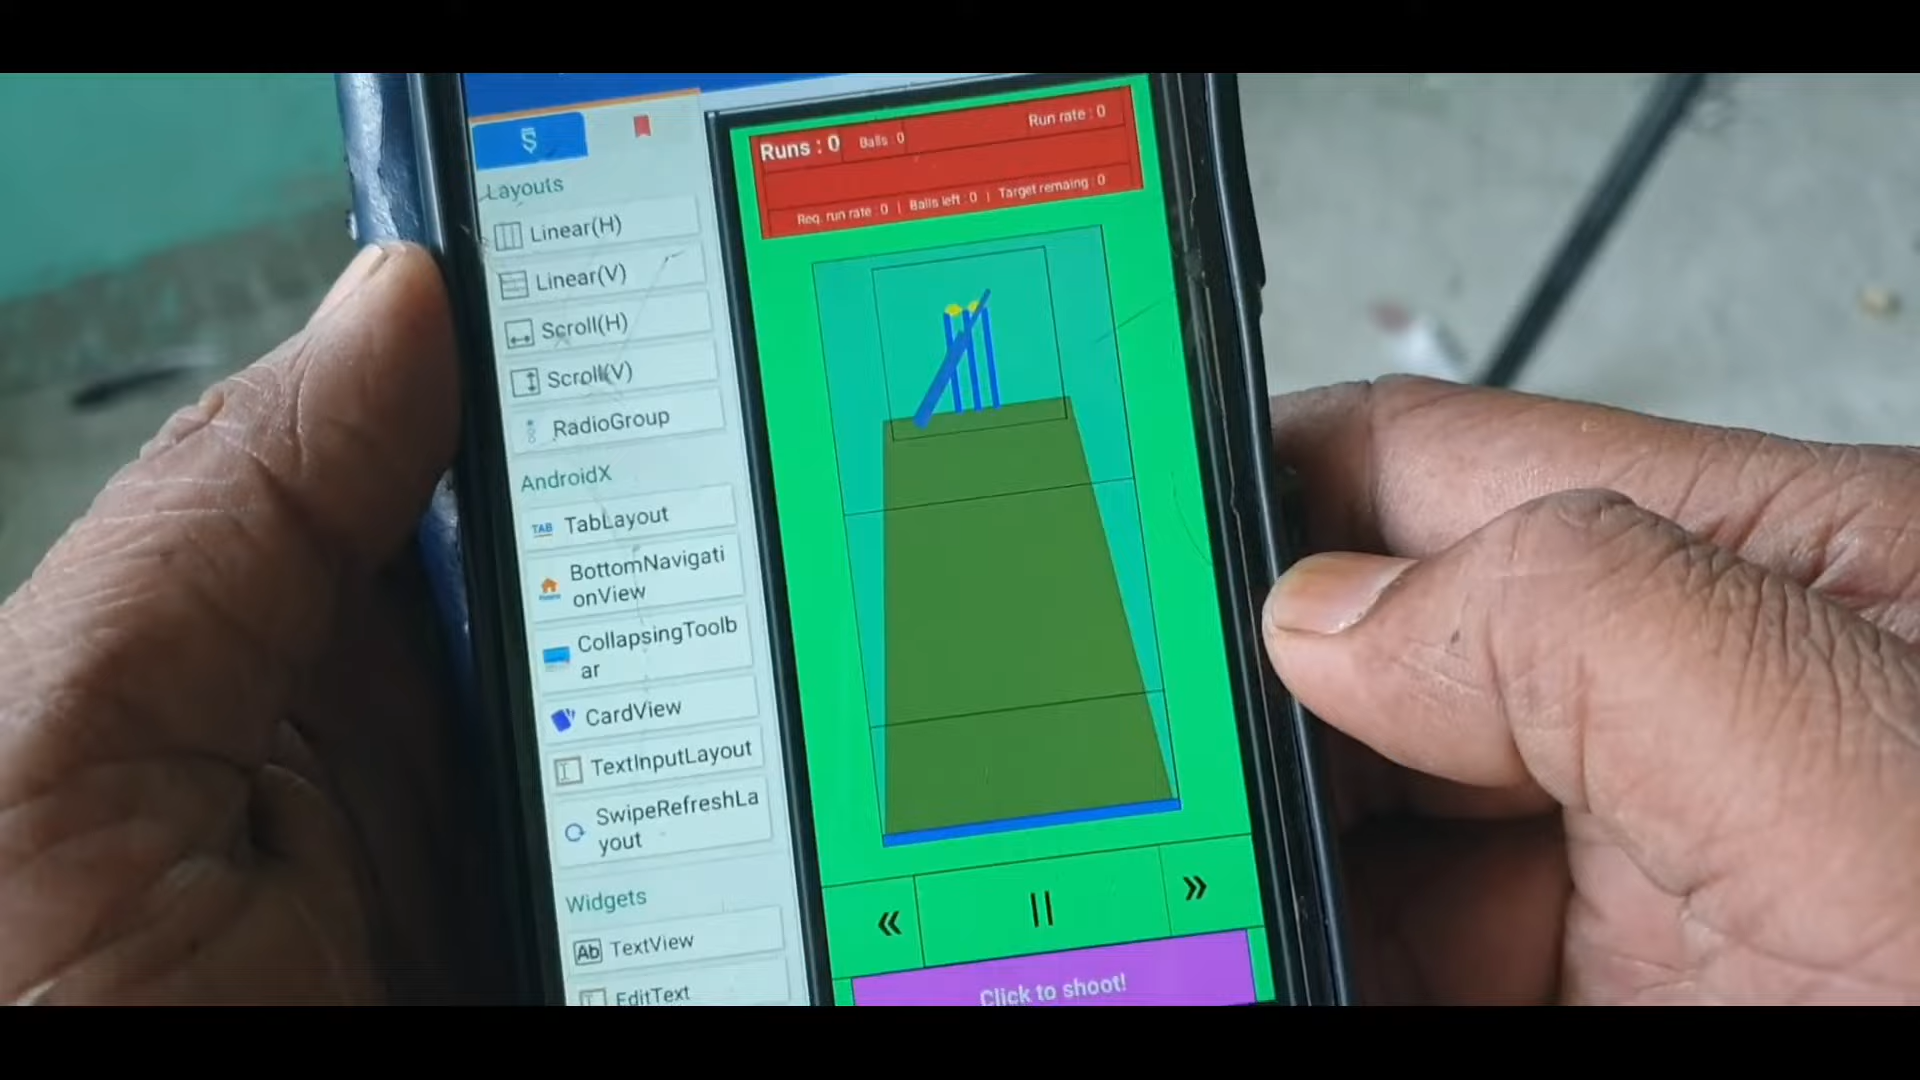 Layouts
Linear(H)
Linear(V)
Scroll(H)
Scroll(V)
RadioGroup
AndroidX
TAB TabLayout
BottomNavigati
onView
CollapsingToolb
ar
CardView
TextInputLayout
SwipeRefreshLa
yout
Widgets
Ab TextView
EditText
Runs : 0 Balls : 0 Run rate : 0
Req. run rate : 0 | Balls left : 0 | Target remaing : 0
« || »
Click to shoot!